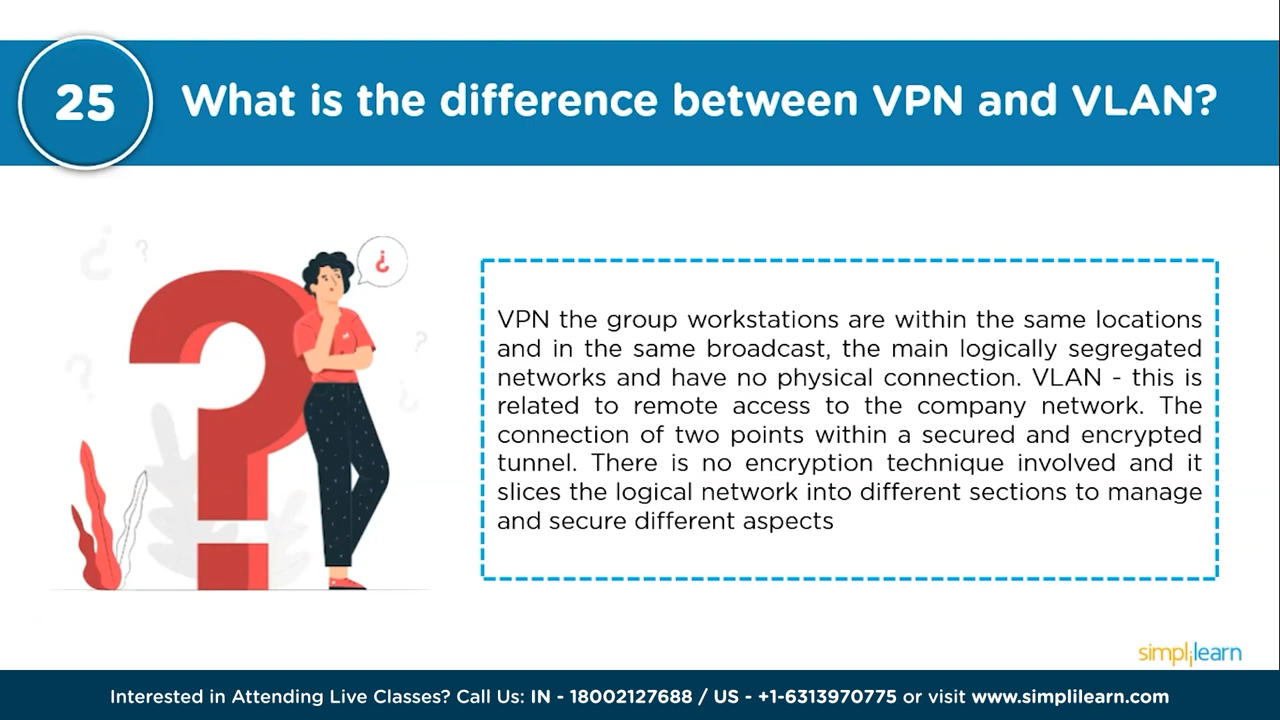 25
What is the difference between VPN and VLAN?
¿
VPN the group workstations are within the same locations
and in the same broadcast, the main logically segregated
networks and have no physical connection. VLAN - this is
related to remote access to the company network. The
connection of two points within a secured and encrypted
tunnel. There is no encryption technique involved and it
slices the logical network into different sections to manage
and secure different aspects
simplilearn
Interested in Attending Live Classes? Call Us: IN - 18002127688 / US - +1-6313970775 or visit www.simplilearn.com